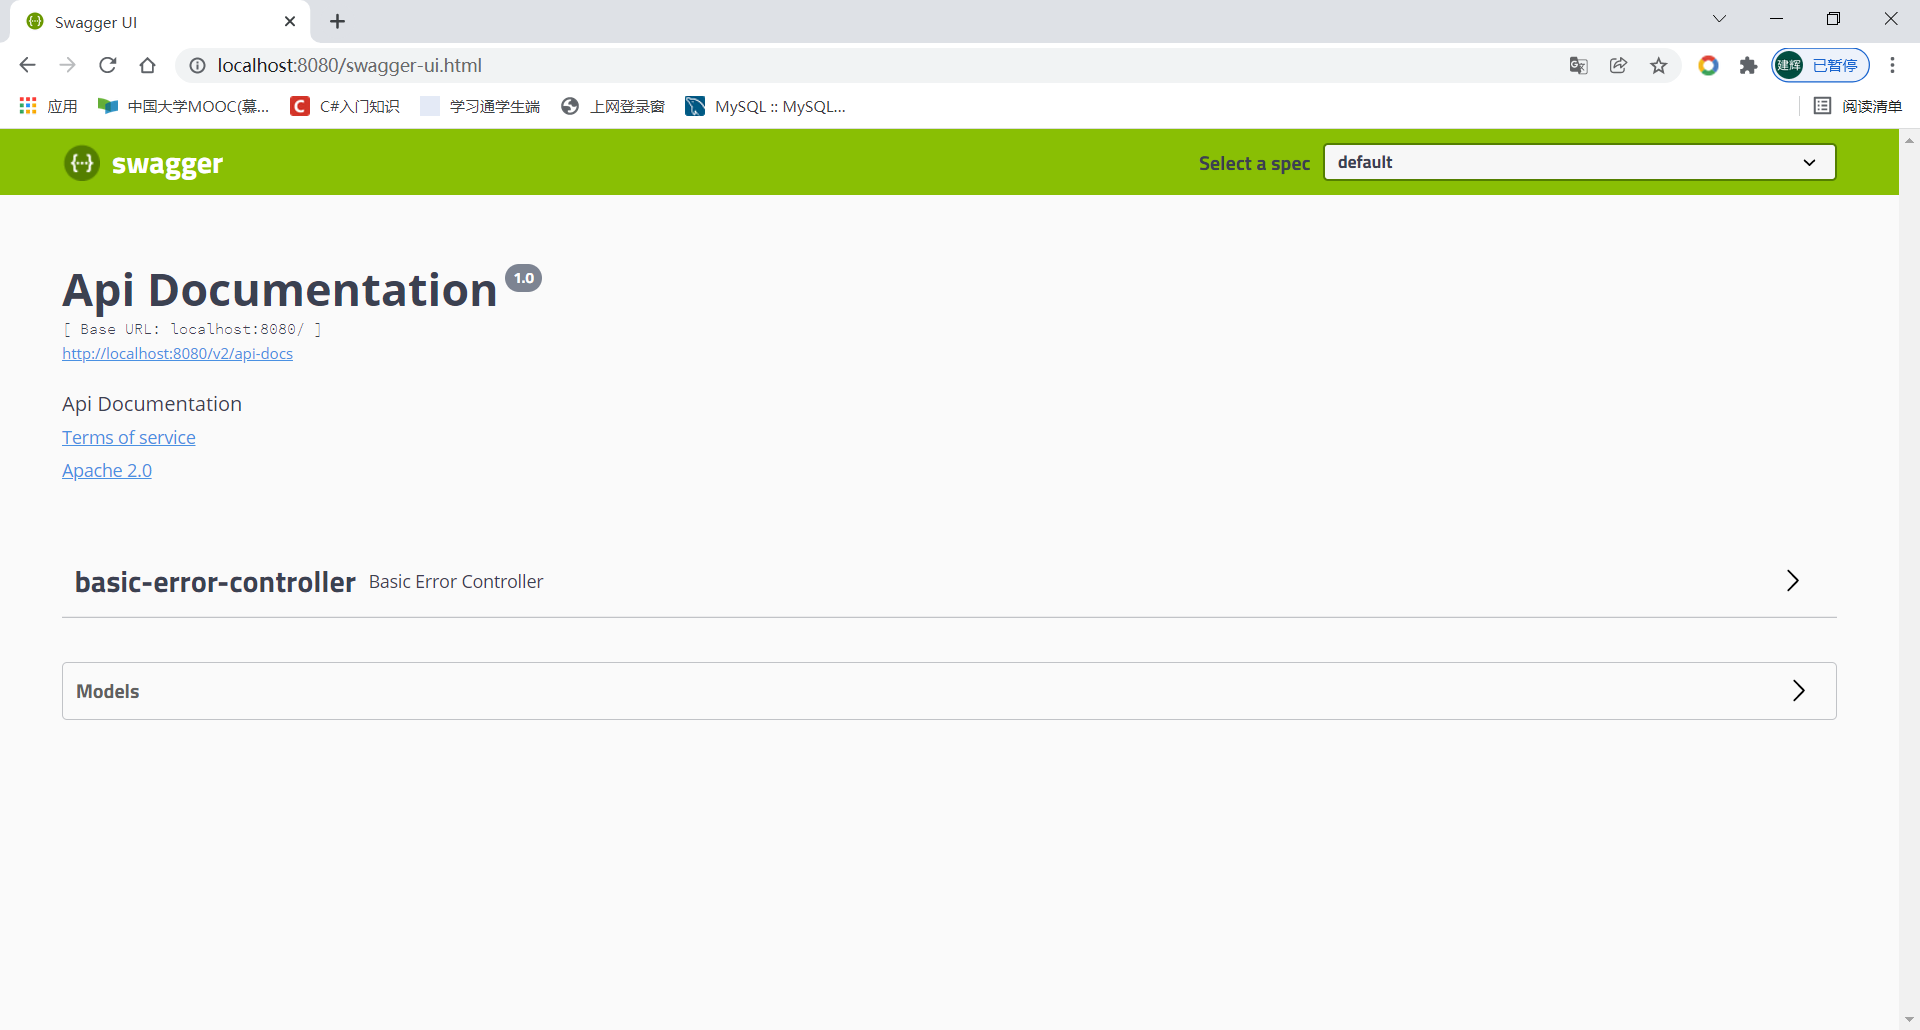 Swagger UI
localhost:8080/swagger-ui.html
建辉 已暂停
应用 中国大学MOOC(慕... C C#入门知识 学习通学生端 上网登录窗 MySQL :: MySQL... 阅读清单
{···} swagger Select a spec default
Api Documentation 1.0
[ Base URL: localhost:8080/ ]
http://localhost:8080/v2/api-docs
Api Documentation
Terms of service
Apache 2.0
basic-error-controller Basic Error Controller
Models